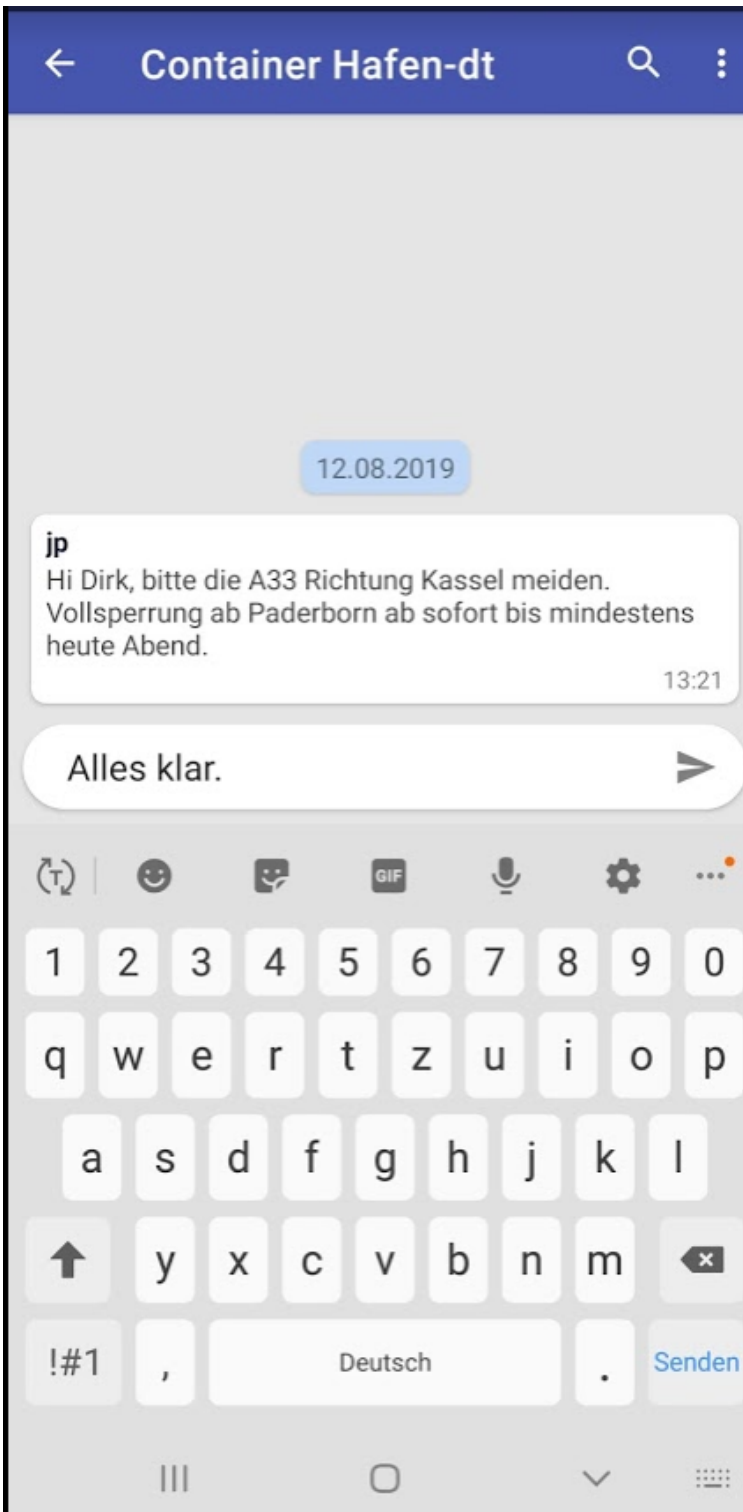 Container Hafen-dt
12.08.2019
jp
Hi Dirk, bitte die A33 Richtung Kassel meiden.
Vollsperrung ab Paderborn ab sofort bis mindestens
heute Abend.
13:21
Alles klar.
T GIF
1 2 3 4 5 6 7 8 9 0
q w e r t z u i o p
a s d f g h j k l
y x c v b n m
!#1 , Deutsch . Senden